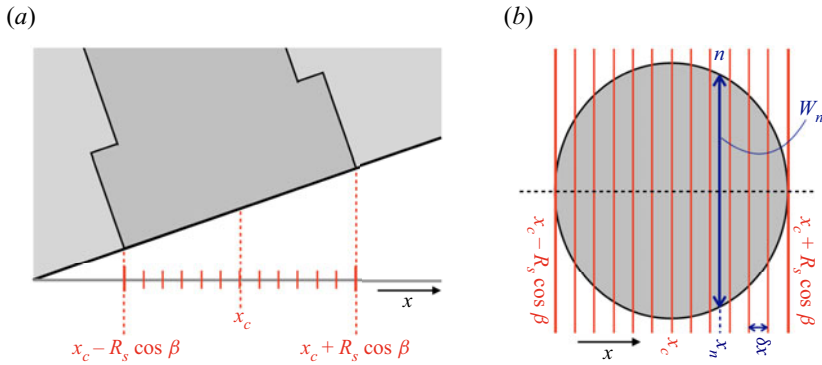 (a)
x
x_c
x_c – R_s cos β
x_c + R_s cos β
(b)
n
W_n
x_c – R_s cos β
x_c + R_s cos β
x
x_c
x_n
δx